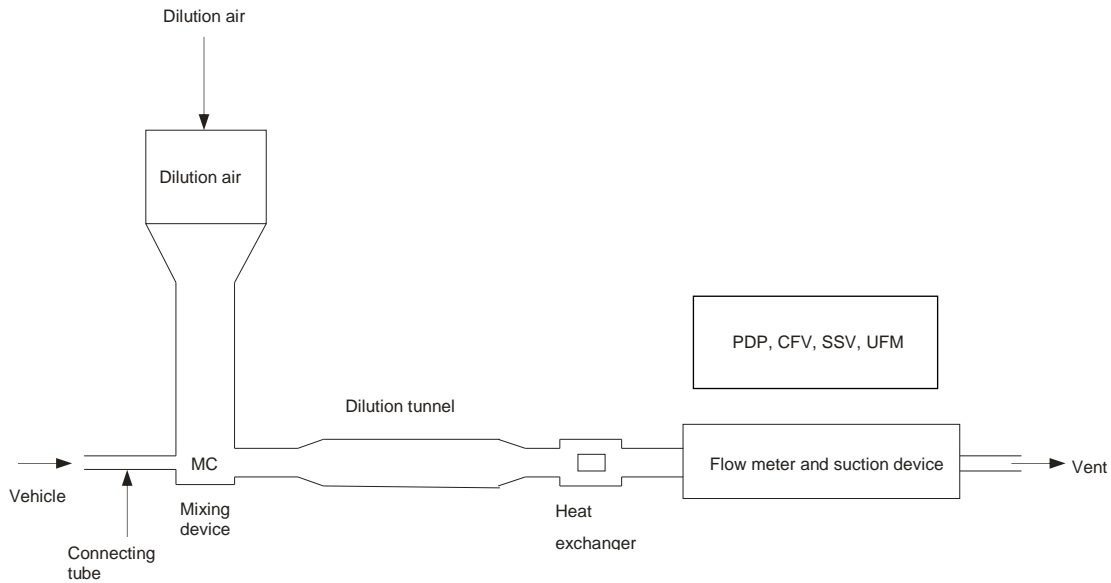 Dilution air
Dilution air
PDP, CFV, SSV, UFM
Dilution tunnel
MC
Flow meter and suction device
Vent
Vehicle
Mixing
device
Heat
exchanger
Connecting
tube